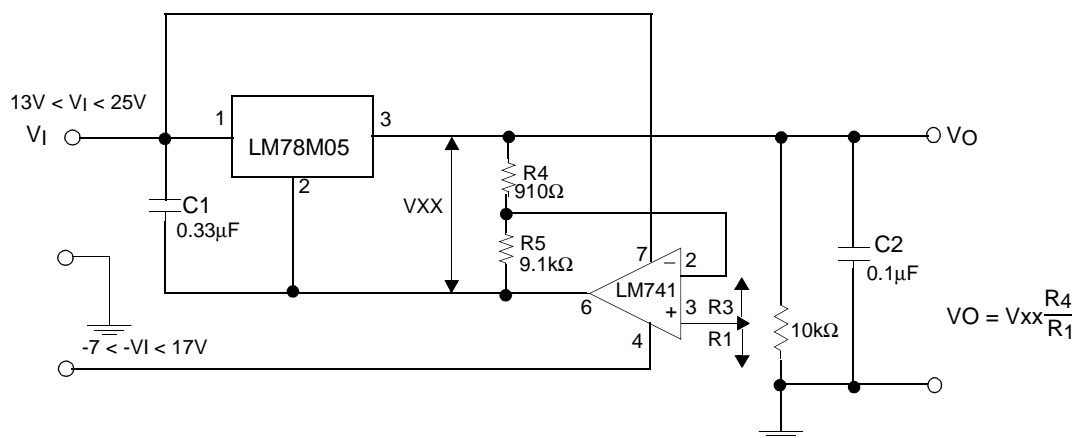 13V < VI < 25V
VI
1
LM78M05
3
2
VO
C1
0.33µF
VXX
R4
910Ω
R5
9.1kΩ
7
–
2
LM741
6
+
3
4
R3
R1
10kΩ
C2
0.1µF
VO = Vxx R4/R1
-7 < -VI < 17V